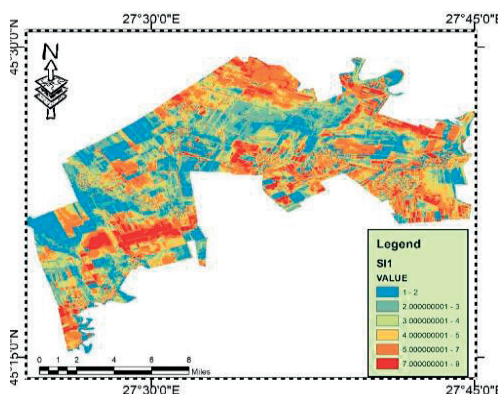 27°30'0"E 27°45'0"E
45°30'0"N
N
Legend
SI1
VALUE
1 - 2
2.000000001 - 3
3.000000001 - 4
4.000000001 - 5
5.000000001 - 7
7.000000001 - 9
0 1 2 4 6 8
Miles
45°15'0"N
27°30'0"E 27°45'0"E